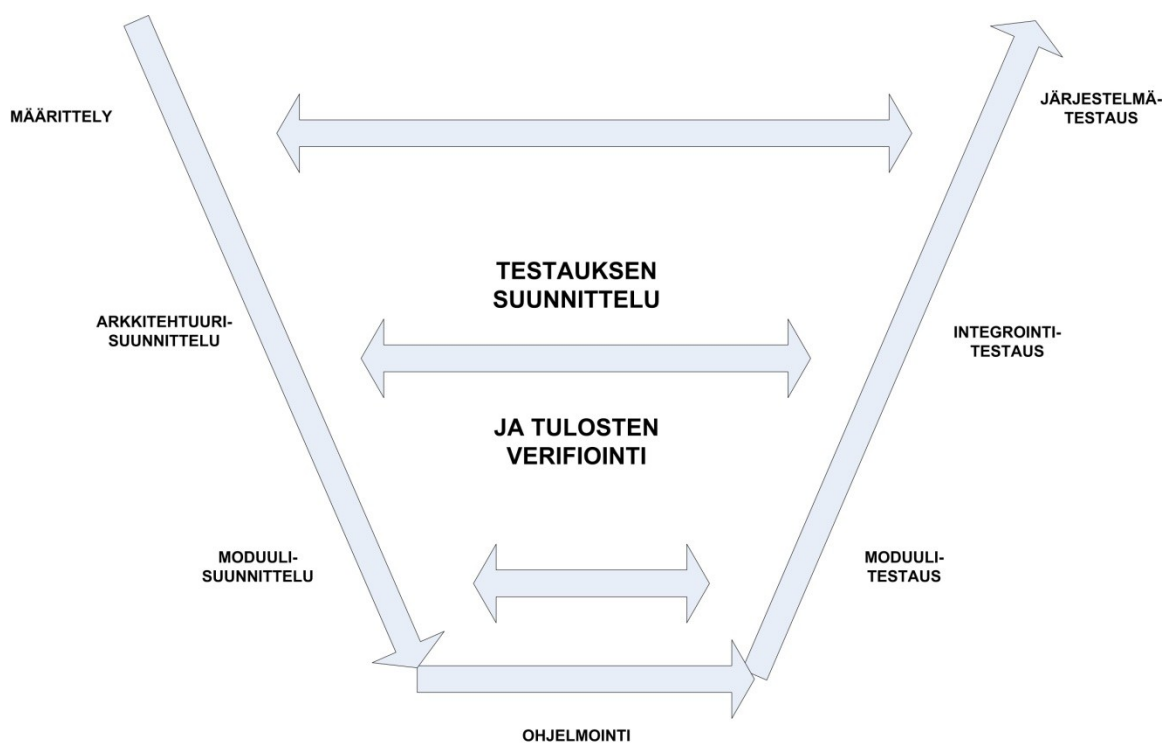 MÄÄRITTELY
JÄRJESTELMÄ-
TESTAUS
TESTAUKSEN
SUUNNITTELU
ARKKITEHTUURI-
SUUNNITTELU
INTEGROINTI-
TESTAUS
JA TULOSTEN
VERIFIOINTI
MODUULI-
SUUNNITTELU
MODUULI-
TESTAUS
OHJELMOINTI